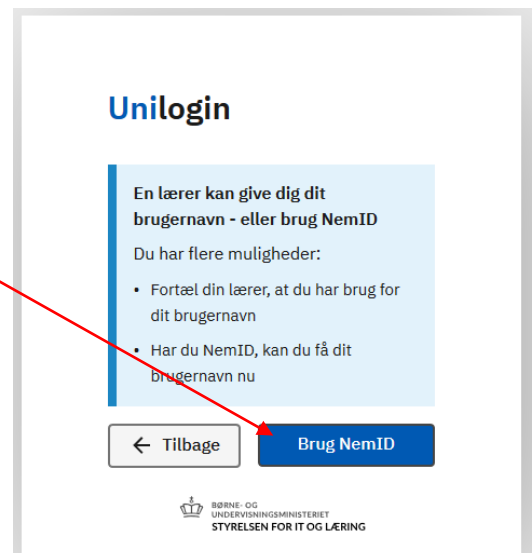 Unilogin
En lærer kan give dig dit
brugernavn - eller brug NemID
Du har flere muligheder:
• Fortæl din lærer, at du har brug for
dit brugernavn
• Har du NemID, kan du få dit
brugernavn nu
← Tilbage
Brug NemID
BØRNE- OG
UNDERVISNINGSMINISTERIET
STYRELSEN FOR IT OG LÆRING